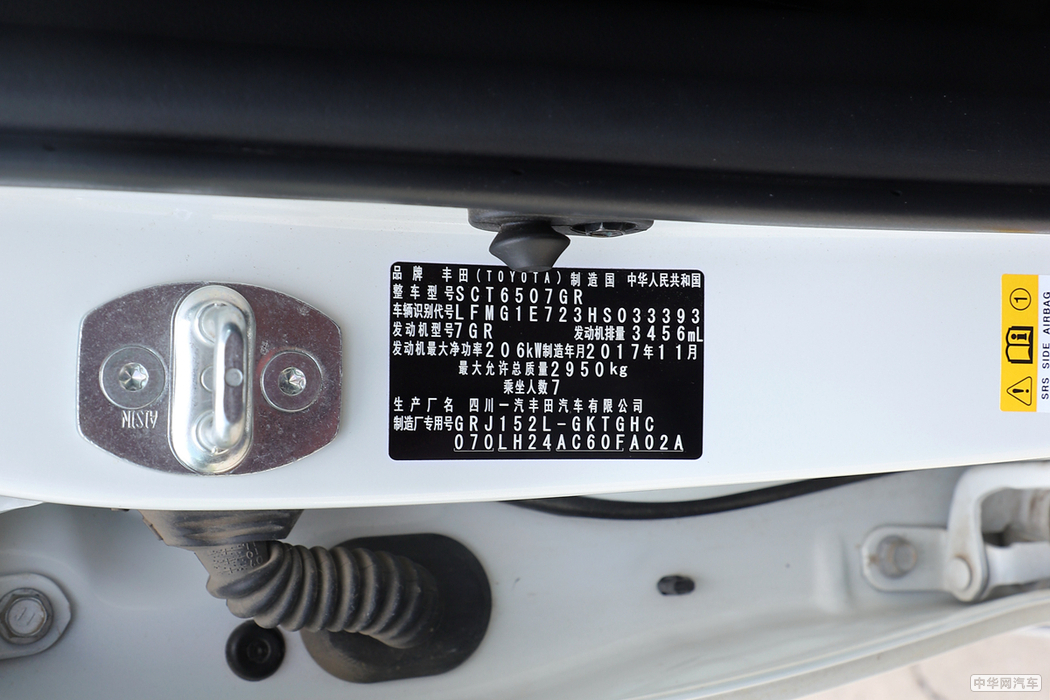 品牌 丰田(TOYOTA)制造国 中华人民共和国
整车型号SCT6507GR
车辆识别代号LFMG1E723HS033393
发动机型号7GR 发动机排量3456mL
发动机最大净功率206kW制造年月2017年11月
最大允许总质量2950kg
乘坐人数7
生产厂名 四川一汽丰田汽车有限公司
制造厂专用号GRJ152L-GKTGHC
070LH24AC60FA02A
AISIN
SRS SIDE AIRBAG
1
中华网汽车